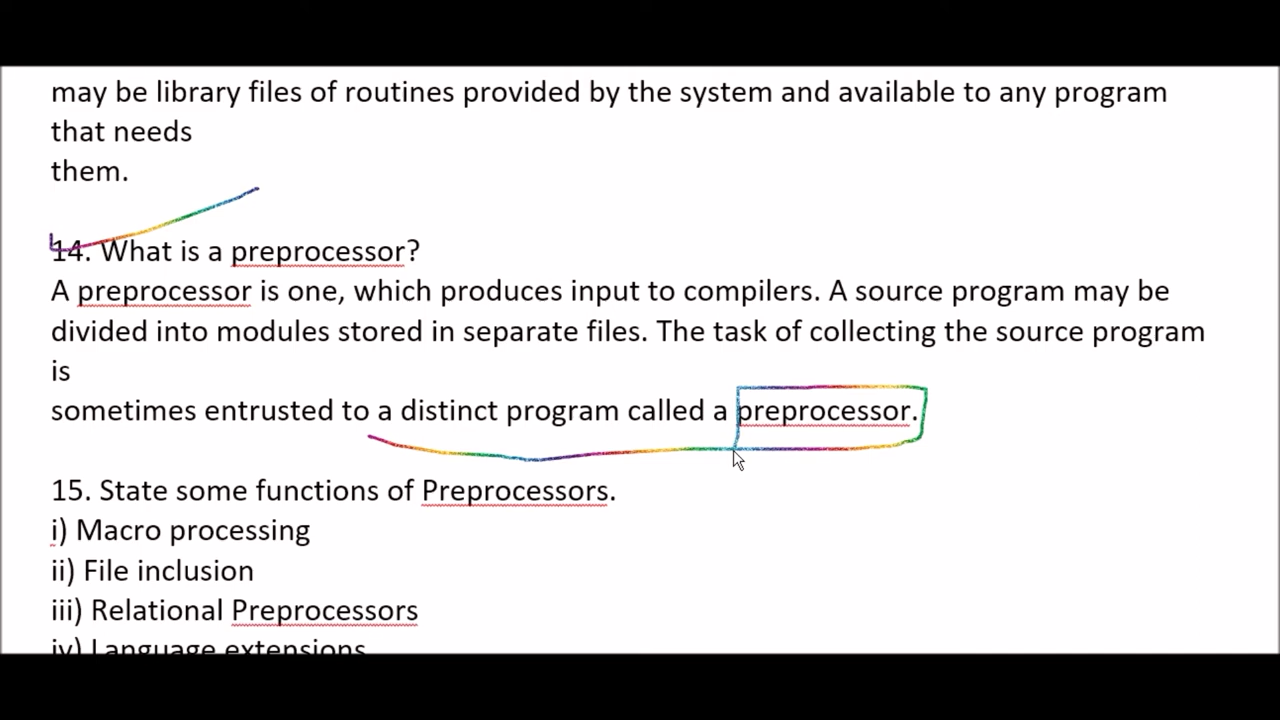 may be library files of routines provided by the system and available to any program
that needs
them.
14. What is a preprocessor?
A preprocessor is one, which produces input to compilers. A source program may be
divided into modules stored in separate files. The task of collecting the source program
is
sometimes entrusted to a distinct program called a preprocessor.
15. State some functions of Preprocessors.
i) Macro processing
ii) File inclusion
iii) Relational Preprocessors
iv) Language extensions